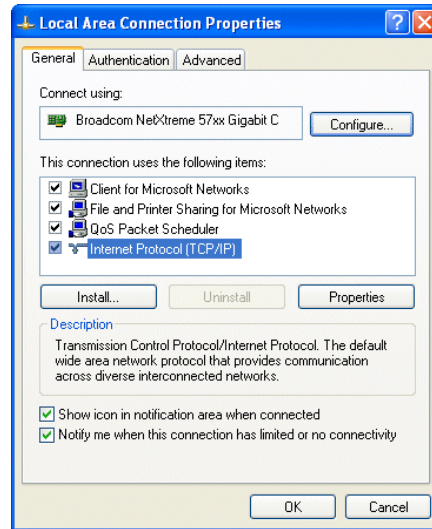 Local Area Connection Properties
General Authentication Advanced
Connect using:
Broadcom NetXtreme 57xx Gigabit C Configure...
This connection uses the following items:
Client for Microsoft Networks
File and Printer Sharing for Microsoft Networks
QoS Packet Scheduler
Internet Protocol (TCP/IP)
Install... Uninstall Properties
Description
Transmission Control Protocol/Internet Protocol. The default
wide area network protocol that provides communication
across diverse interconnected networks.
Show icon in notification area when connected
Notify me when this connection has limited or no connectivity
OK Cancel